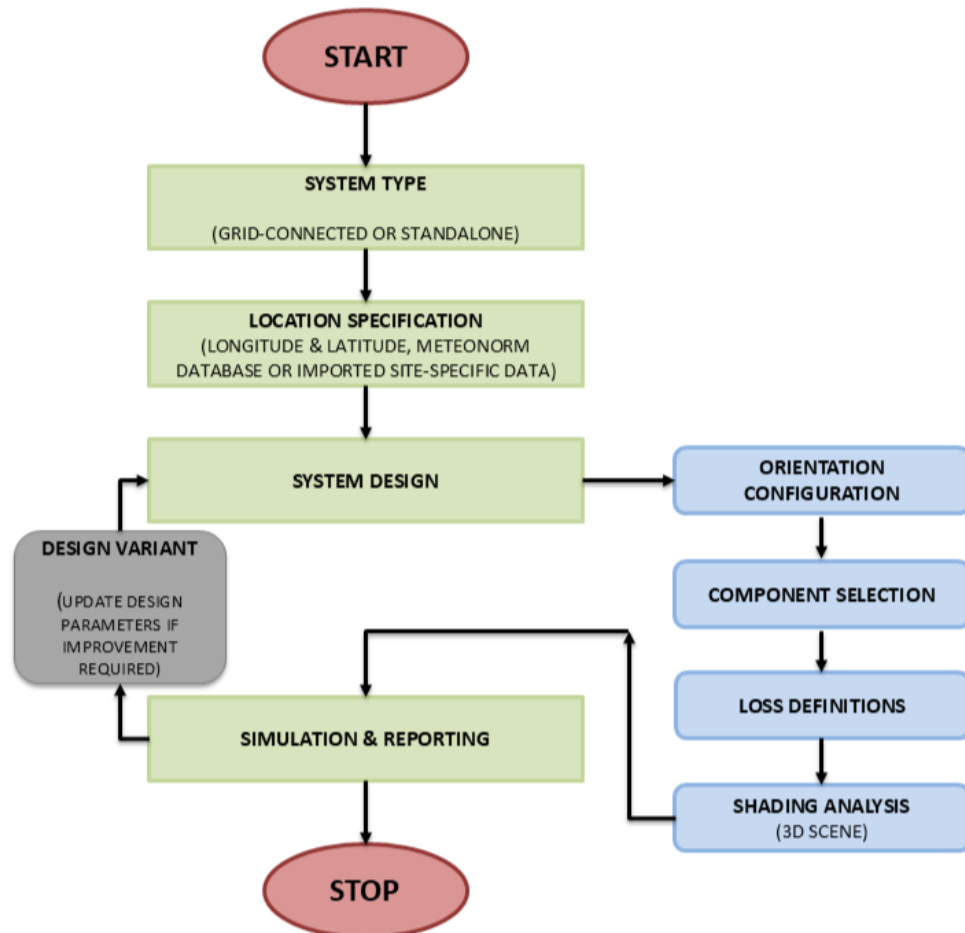 START
SYSTEM TYPE
(GRID-CONNECTED OR STANDALONE)
LOCATION SPECIFICATION
(LONGITUDE & LATITUDE, METEONORM
DATABASE OR IMPORTED SITE-SPECIFIC DATA)
SYSTEM DESIGN
ORIENTATION
CONFIGURATION
COMPONENT SELECTION
LOSS DEFINITIONS
SHADING ANALYSIS
(3D SCENE)
SIMULATION & REPORTING
DESIGN VARIANT
(UPDATE DESIGN
PARAMETERS IF
IMPROVEMENT
REQUIRED)
STOP